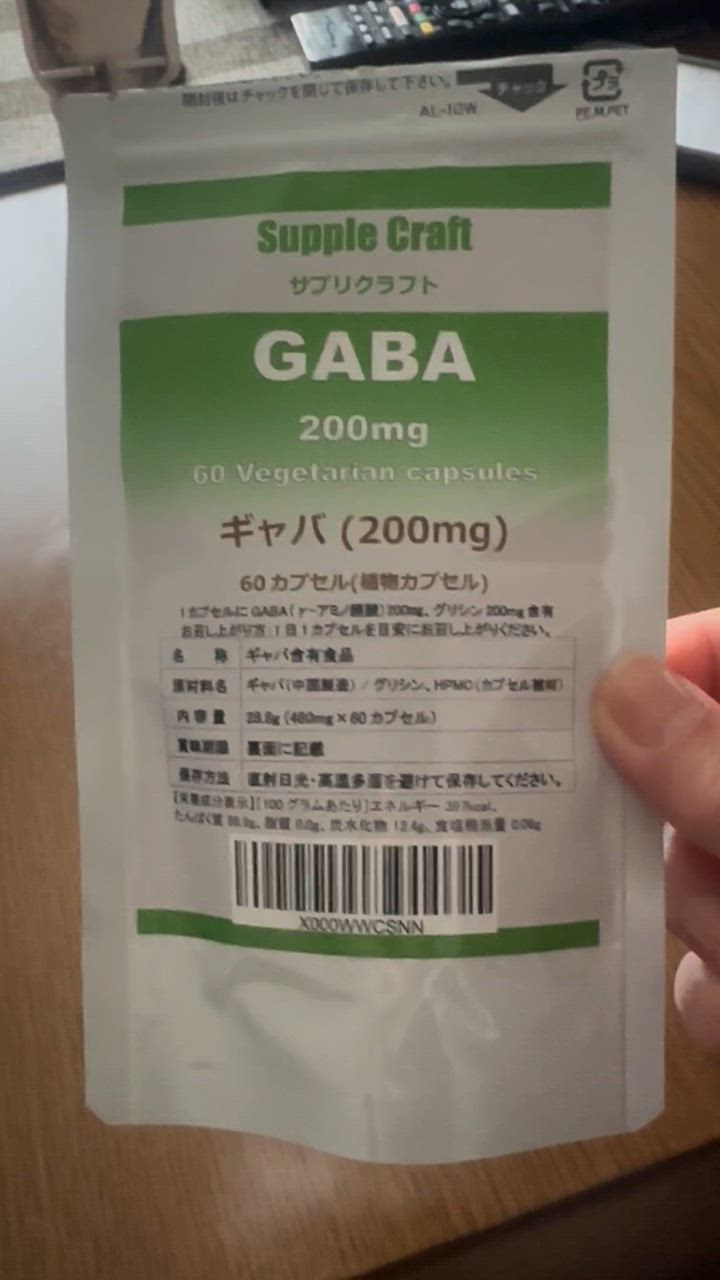 開封後はチャックを閉じて保存して下さい。
チャック
プラ
AL-10W
PE,M,PET
Supple Craft
サプリクラフト
GABA
200mg
60 Vegetarian capsules
ギャバ (200mg)
60カプセル(植物カプセル)
1カプセルに GABA(γ-アミノ酪酸)200mg、グリシン 200mg 含有
お召し上がり方:1日1カプセルを目安にお召し上がりください。
名 称 ギャバ含有食品
原材料名 ギャバ(中国製造) / グリシン、HPMC(カプセル被材)
内容量 28.8g (480mg×60カプセル)
賞味期限 裏面に記載
保存方法 直射日光・高温多湿を避けて保存してください。
【栄養成分表示】[100グラムあたり]エネルギー
たんぱく質、脂質 0.0g、炭水化物 12.4g、食塩相当量
X000WWCSNN